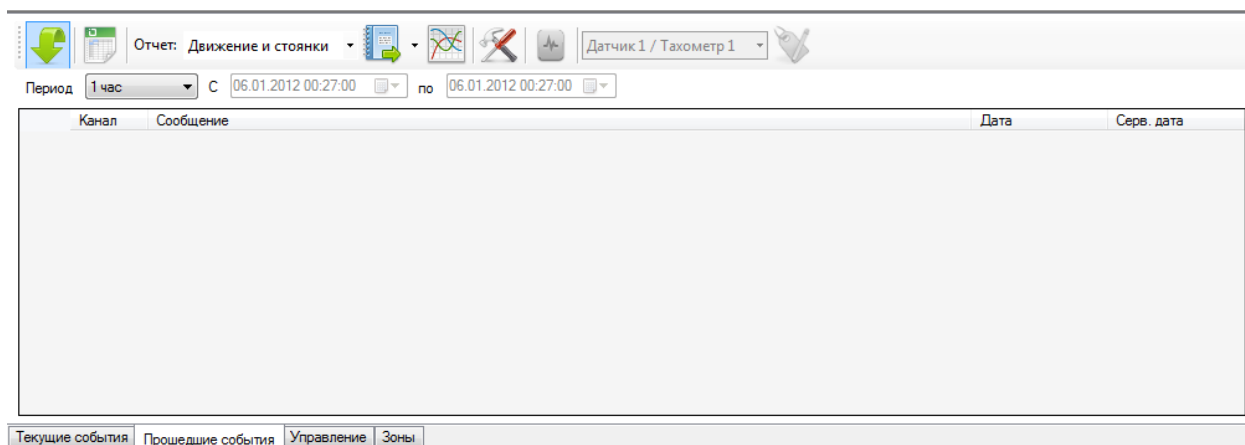 Отчет: Движение и стоянки Датчик 1 / Тахометр 1
Период 1 час С 06.01.2012 00:27:00 по 06.01.2012 00:27:00
Канал Сообщение Дата Серв. дата
Текущие события Прошедшие события Управление Зоны